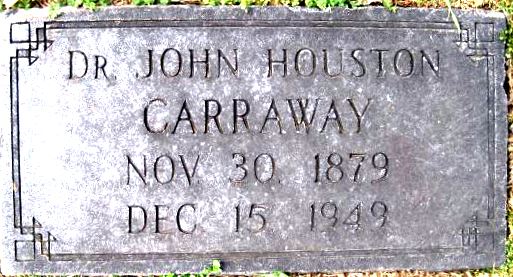 DR. JOHN HOUSTON
CARRAWAY
NOV. 30. 1879
DEC. 15 1949